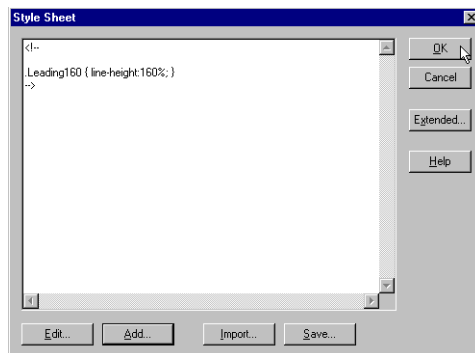 Style Sheet
<!--
.Leading160 { line-height:160%; }
-->
OK
Cancel
Extended...
Help
Edit...
Add...
Import...
Save...